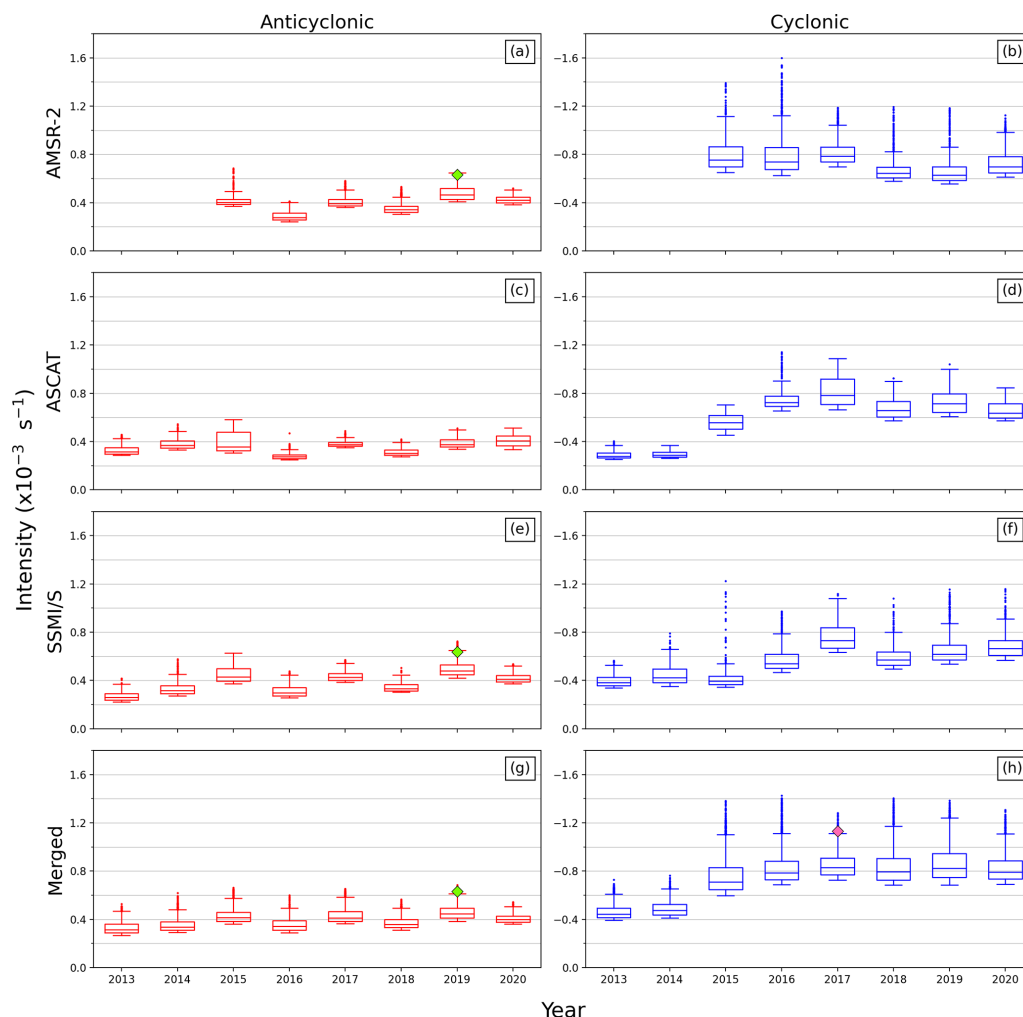 Anticyclonic Cyclonic
Intensity (x10⁻³ s⁻¹)
AMSR-2
1.6
1.2
0.8
0.4
0.0
(a)
−1.6
−1.2
−0.8
−0.4
0.0
(b)
ASCAT
1.6
1.2
0.8
0.4
0.0
(c)
−1.6
−1.2
−0.8
−0.4
0.0
(d)
SSMI/S
1.6
1.2
0.8
0.4
0.0
(e)
−1.6
−1.2
−0.8
−0.4
0.0
(f)
Merged
1.6
1.2
0.8
0.4
0.0
(g)
−1.6
−1.2
−0.8
−0.4
0.0
(h)
2013 2014 2015 2016 2017 2018 2019 2020
2013 2014 2015 2016 2017 2018 2019 2020
Year